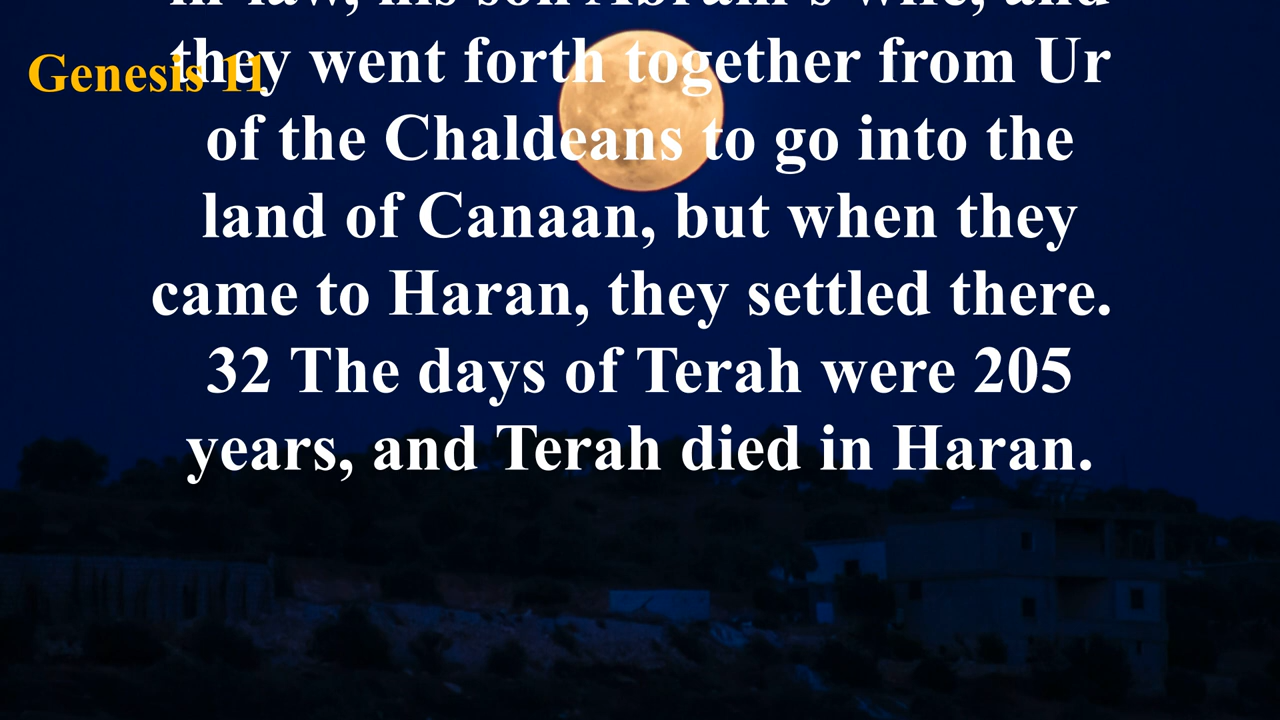 in-law, his son Abram's wife, and
Genesis 11
they went forth together from Ur
of the Chaldeans to go into the
land of Canaan, but when they
came to Haran, they settled there.
32 The days of Terah were 205
years, and Terah died in Haran.